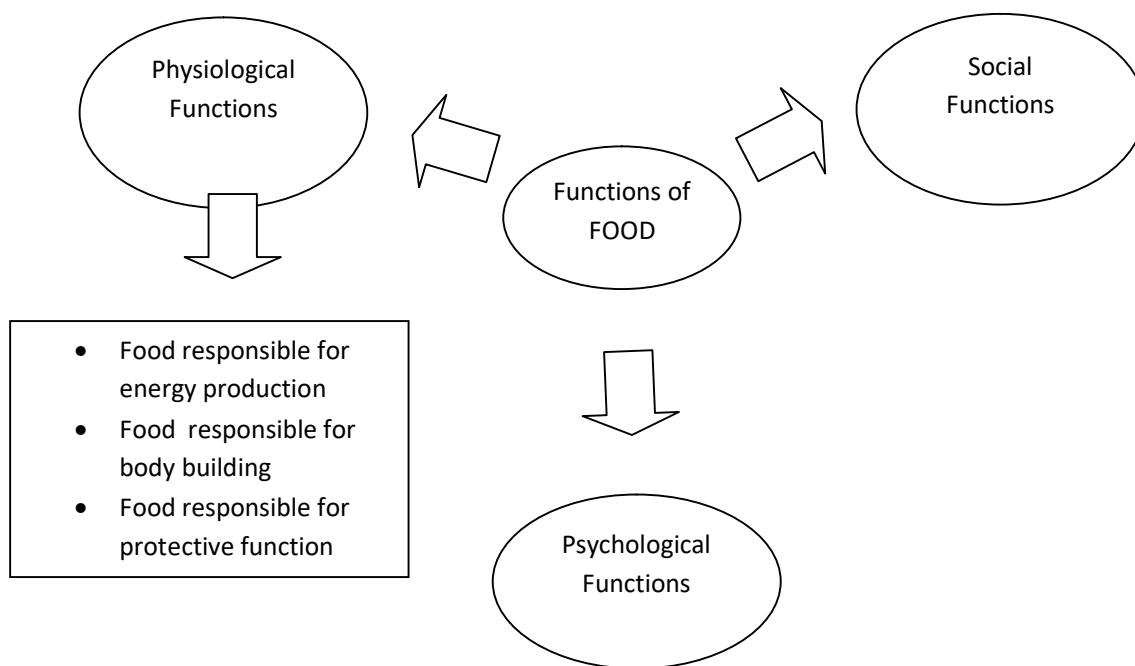 Physiological
Functions
Social
Functions
Functions of
FOOD
• Food responsible for
energy production
• Food  responsible for
body building
• Food responsible for
protective function
Psychological
Functions